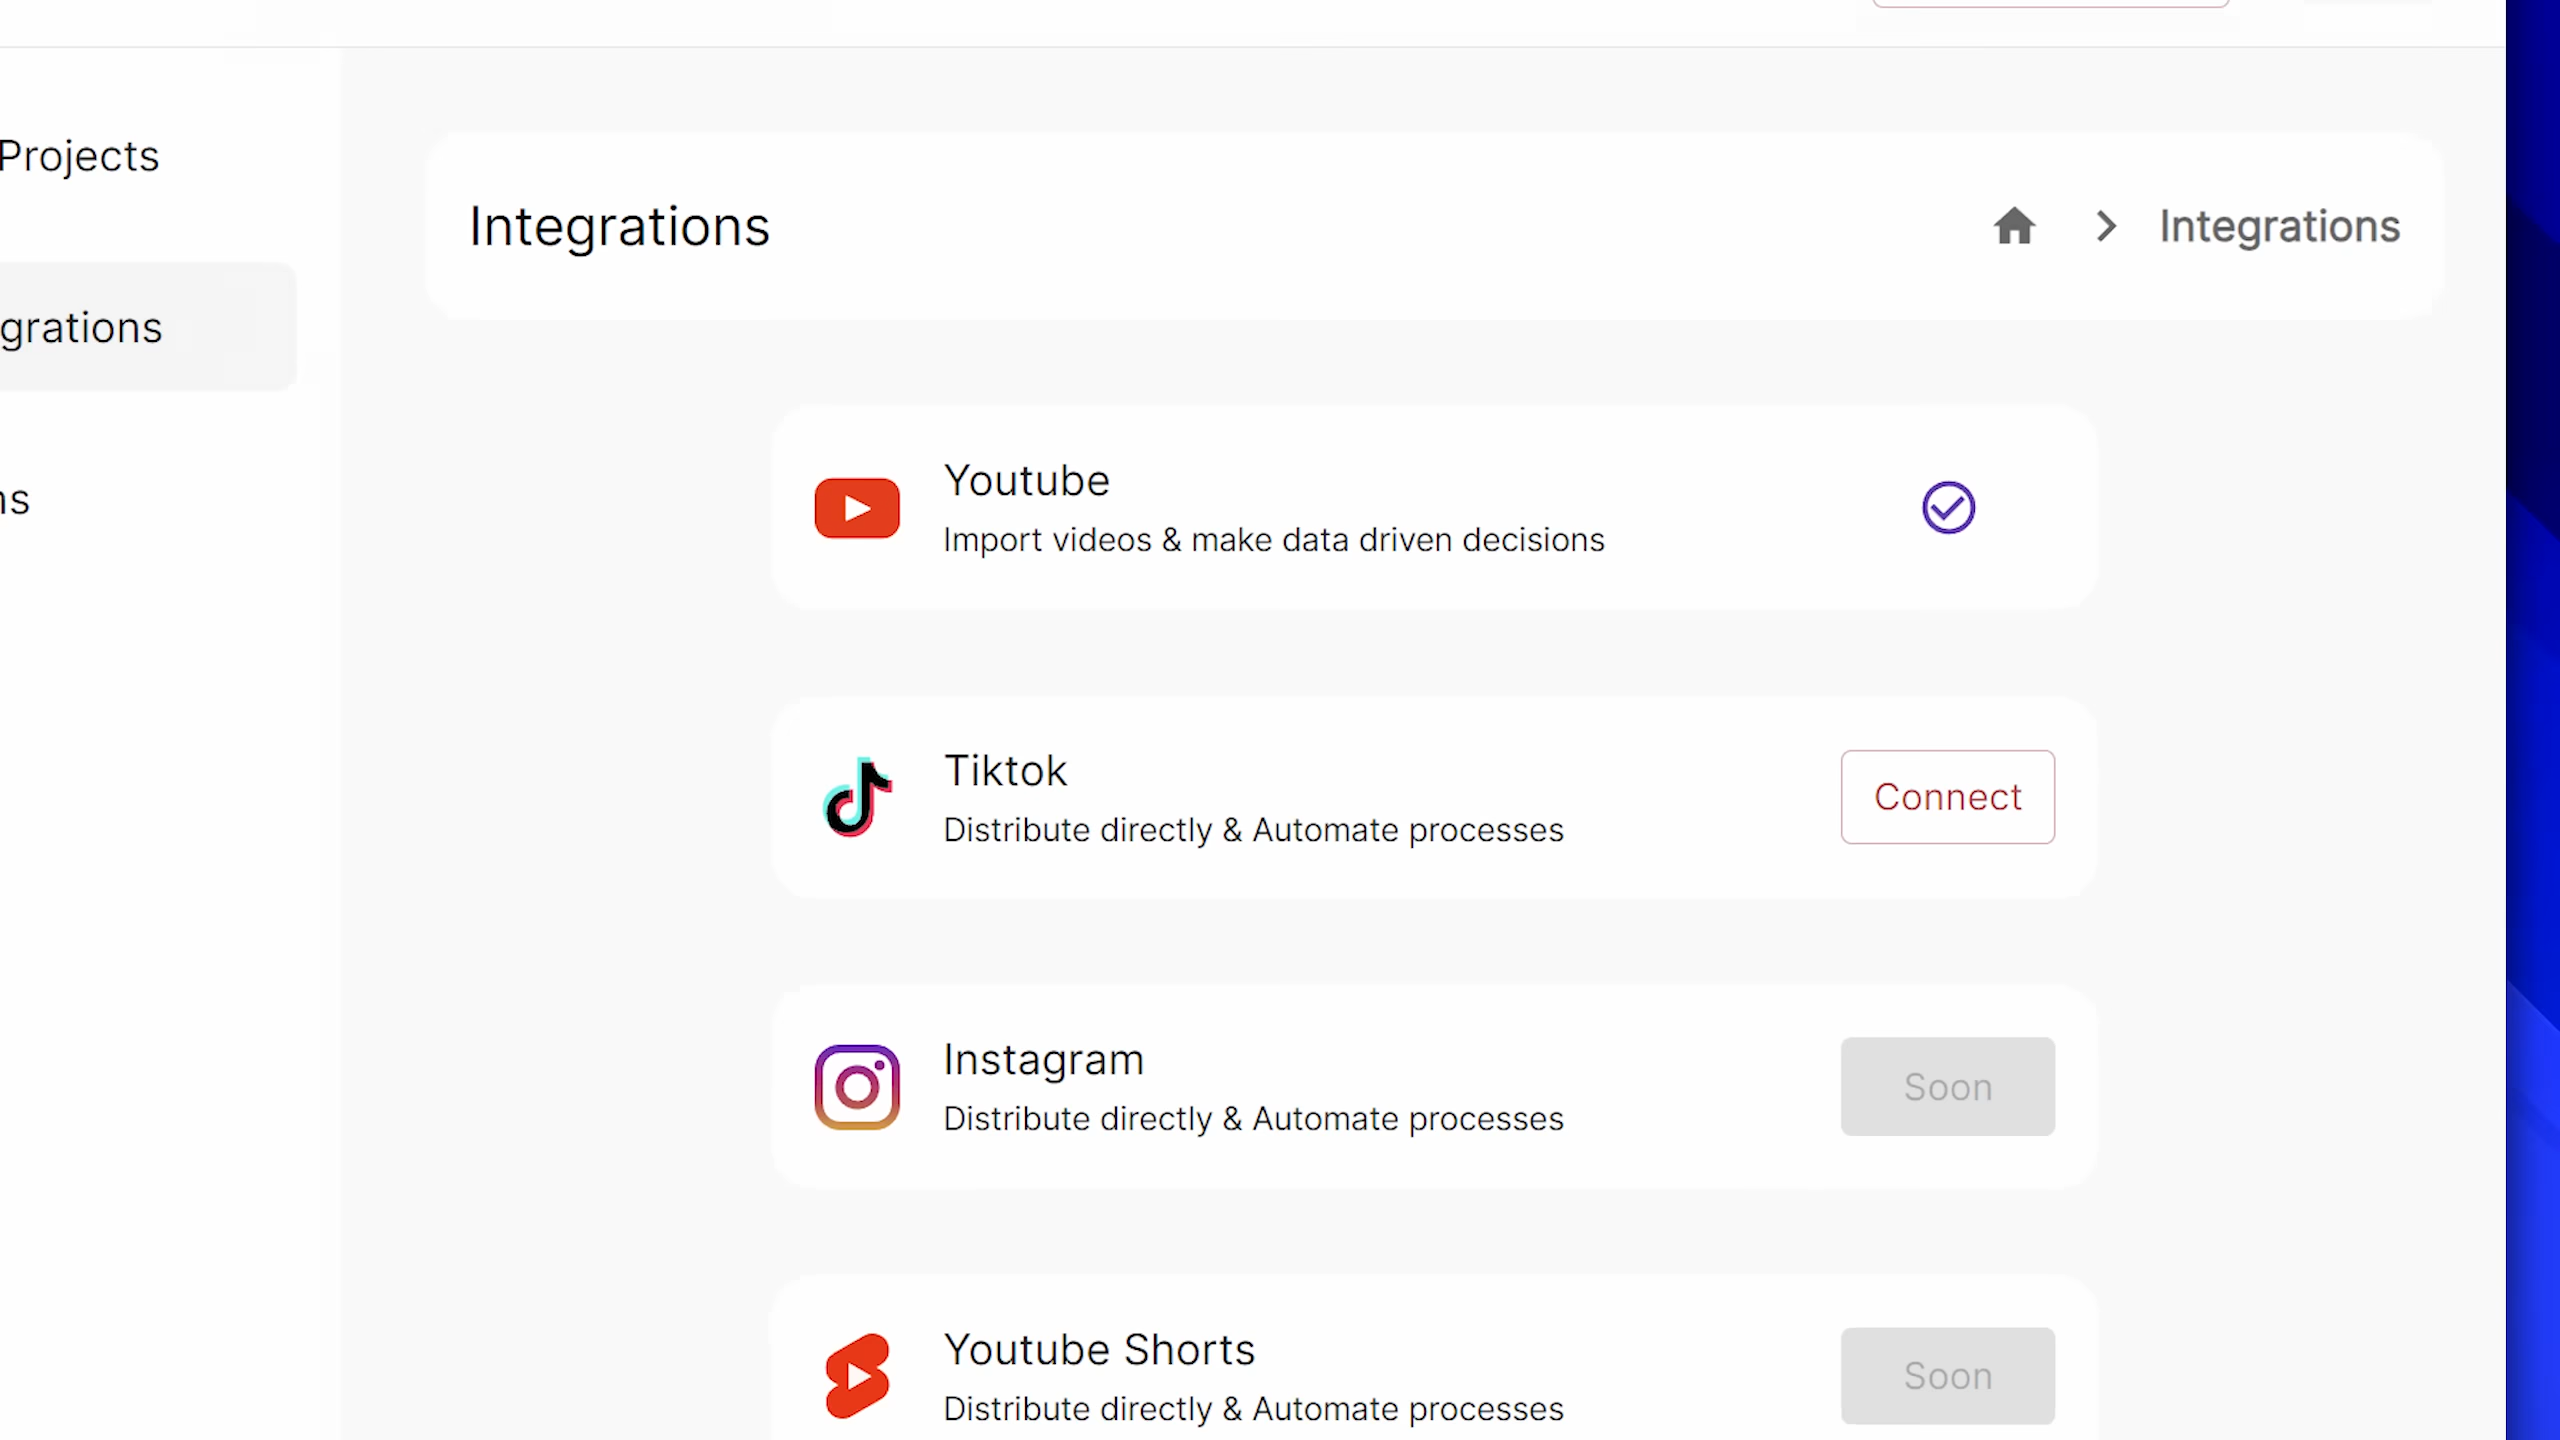 Projects
Integrations
Integrations
grations
Youtube
Import videos & make data driven decisions
ns
Tiktok
Distribute directly & Automate processes
Connect
Instagram
Distribute directly & Automate processes
Soon
Youtube Shorts
Distribute directly & Automate processes
Soon